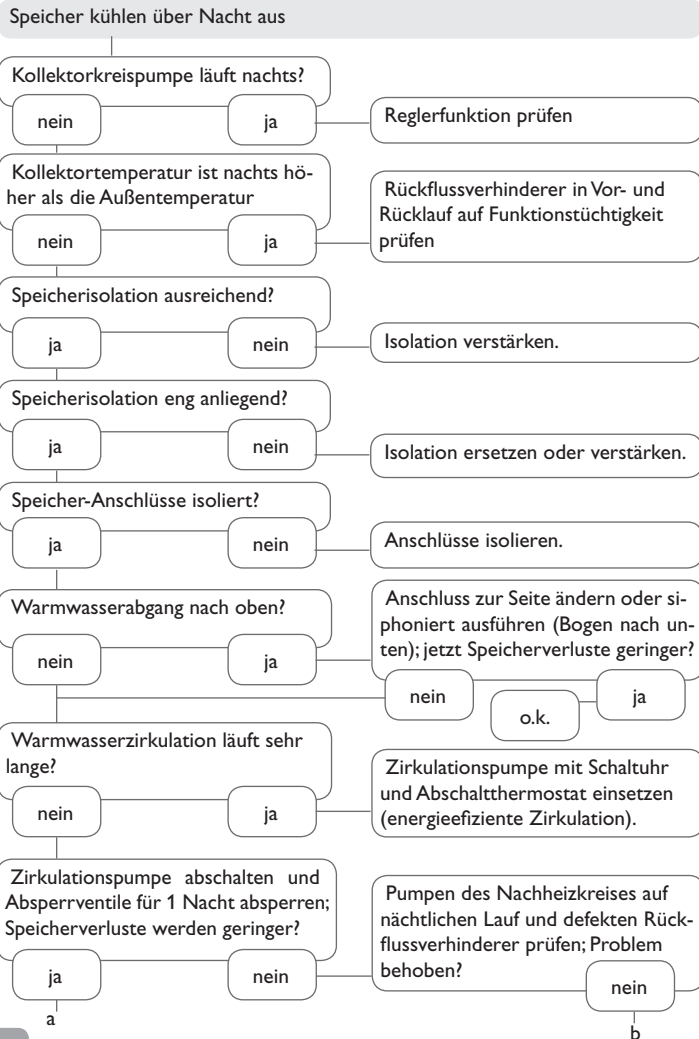 Speicher kühlen über Nacht aus
Kollektorkreispumpe läuft nachts?
nein
ja
Reglerfunktion prüfen
Kollektortemperatur ist nachts hö-
her als die Außentemperatur
nein
ja
Rückflussverhinderer in Vor- und
Rücklauf auf Funktionstüchtigkeit
prüfen
Speicherisolation ausreichend?
ja
nein
Isolation verstärken.
Speicherisolation eng anliegend?
ja
nein
Isolation ersetzen oder verstärken.
Speicher-Anschlüsse isoliert?
ja
nein
Anschlüsse isolieren.
Warmwasserabgang nach oben?
nein
ja
Anschluss zur Seite ändern oder si-
phoniert ausführen (Bogen nach un-
ten); jetzt Speicherverluste geringer?
nein
o.k.
ja
Warmwasserzirkulation läuft sehr
lange?
nein
ja
Zirkulationspumpe mit Schaltuhr
und Abschaltthermostat einsetzen
(energieefiziente Zirkulation).
Zirkulationspumpe abschalten und
Absperrventile für 1 Nacht absperren;
Speicherverluste werden geringer?
ja
nein
Pumpen des Nachheizkreises auf
nächtlichen Lauf und defekten Rück-
flussverhinderer prüfen; Problem
behoben?
nein
a
b